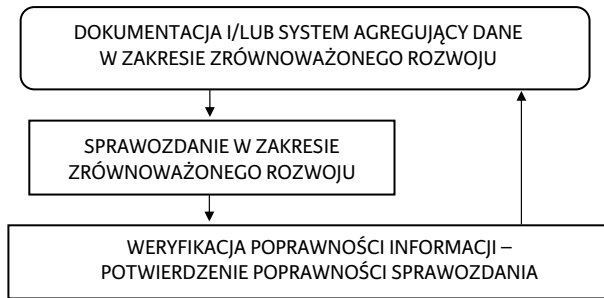 DOKUMENTACJA I/LUB SYSTEM AGREGUJĄCY DANE
W ZAKRESIE ZRÓWNOWAŻONEGO ROZWOJU
SPRAWOZDANIE W ZAKRESIE
ZRÓWNOWAŻONEGO ROZWOJU
WERYFIKACJA POPRAWNOŚCI INFORMACJI –
POTWIERDZENIE POPRAWNOŚCI SPRAWOZDANIA